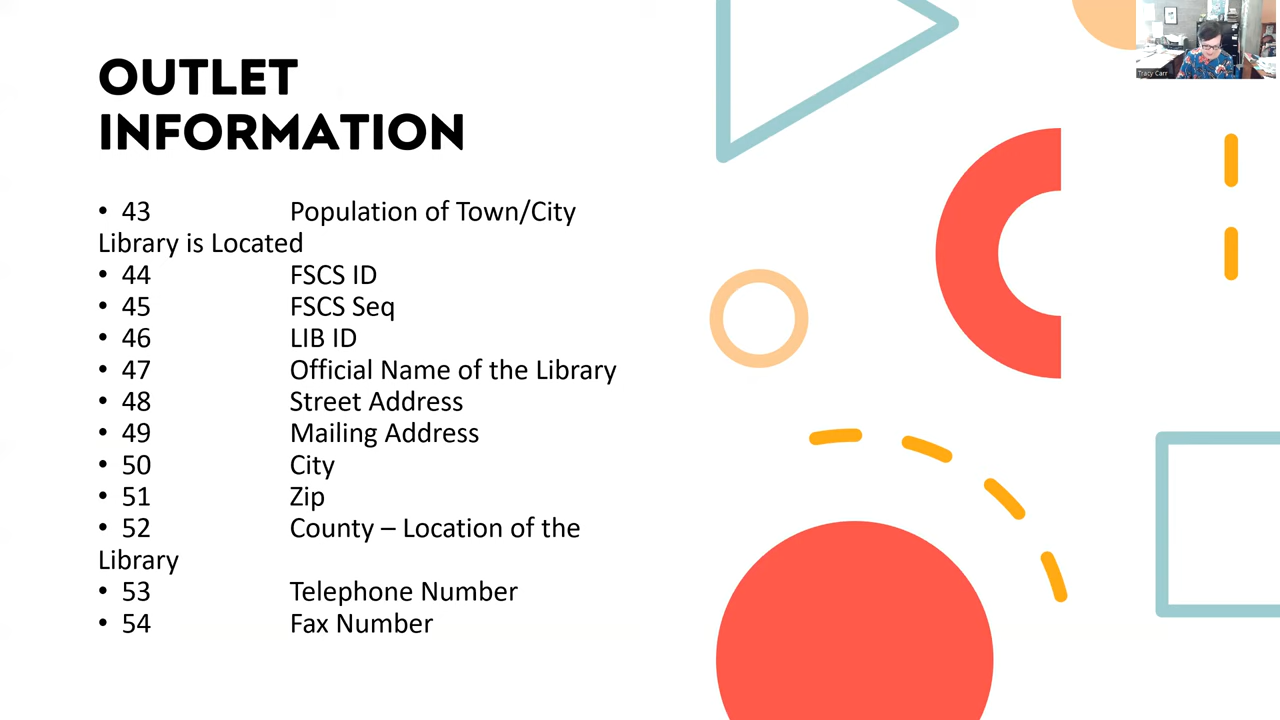 OUTLET
INFORMATION
• 43 Population of Town/City
Library is Located
• 44 FSCS ID
• 45 FSCS Seq
• 46 LIB ID
• 47 Official Name of the Library
• 48 Street Address
• 49 Mailing Address
• 50 City
• 51 Zip
• 52 County – Location of the
Library
• 53 Telephone Number
• 54 Fax Number
Tracy Carr